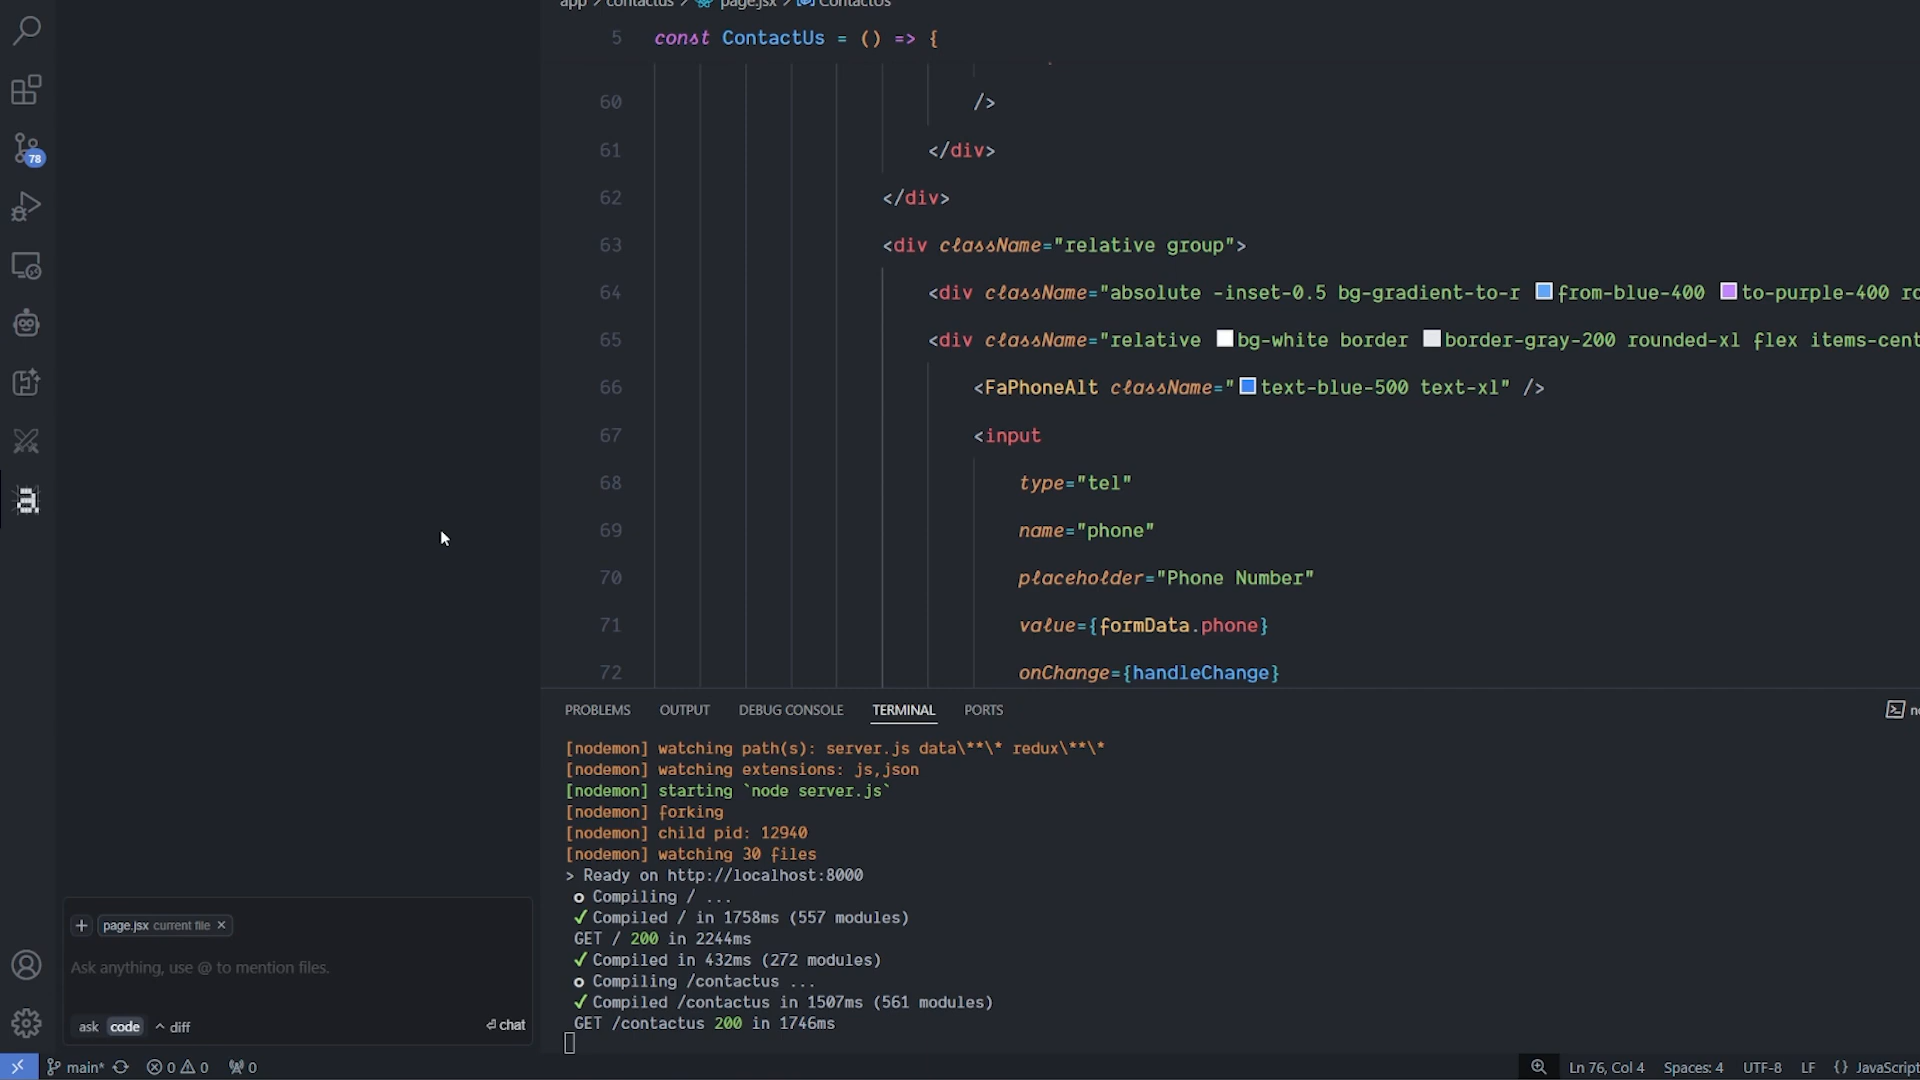 app > contactus > page.jsx > ContactUs
5 const ContactUs = () => {
60 />
61 </div>
62 </div>
63 <div className="relative group">
64 <div className="absolute -inset-0.5 bg-gradient-to-r from-blue-400 to-purple-400
65 <div className="relative bg-white border border-gray-200 rounded-xl flex
66 <FaPhoneAlt className="text-blue-500 text-xl" />
67 <input
68 type="tel"
69 name="phone"
70 placeholder="Phone Number"
71 value={formData.phone}
72 onChange={handleChange}
78
PROBLEMS OUTPUT DEBUG CONSOLE TERMINAL PORTS
[nodemon] watching path(s): server.js data\**\* redux\**\*
[nodemon] watching extensions: js,json
[nodemon] starting `node server.js`
[nodemon] forking
[nodemon] child pid: 12940
[nodemon] watching 30 files
> Ready on http://localhost:8000
○ Compiling / ...
✓ Compiled / in 1758ms (557 modules)
GET / 200 in 2244ms
✓ Compiled in 432ms (272 modules)
○ Compiling /contactus ...
✓ Compiled /contactus in 1507ms (561 modules)
GET /contactus 200 in 1746ms
+ page.jsx current file ×
Ask anything, use @ to mention files.
ask code ^ diff ⏎ chat
main* 0 0 0 Ln 76, Col 4 Spaces: 4 UTF-8 LF {} JavaScript